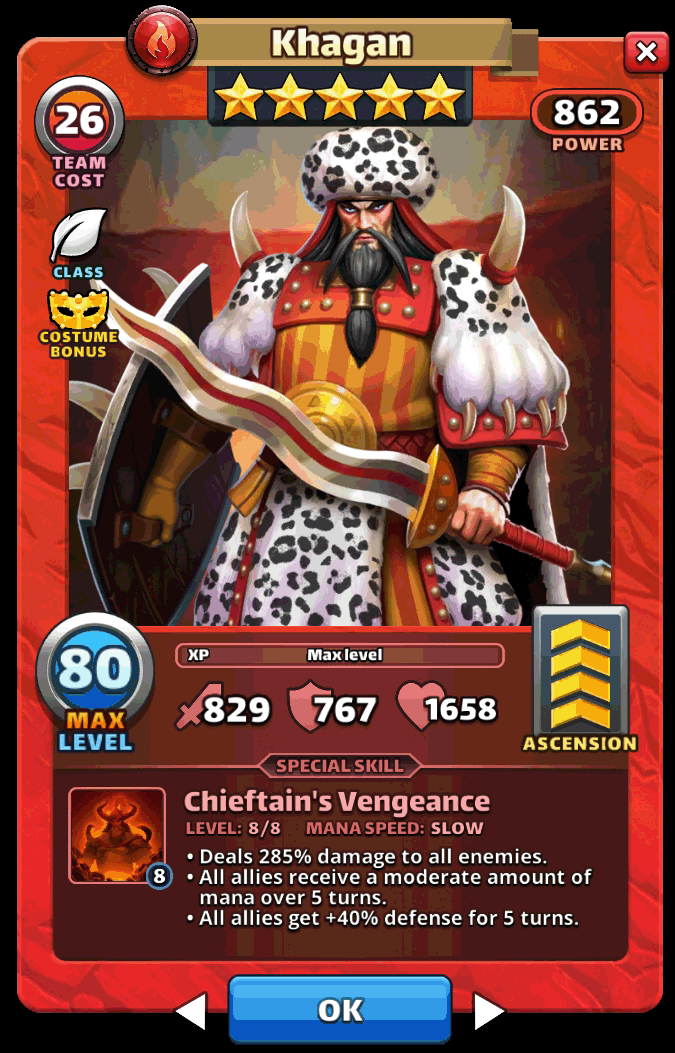 Khagan
26
TEAM
COST
862
POWER
CLASS
COSTUME
BONUS
80
MAX
LEVEL
XP Max level
829 767 1658
ASCENSION
SPECIAL SKILL
Chieftain's Vengeance
LEVEL: 8/8 MANA SPEED: SLOW
8
• Deals 285% damage to all enemies.
• All allies receive a moderate amount of
mana over 5 turns.
• All allies get +40% defense for 5 turns.
OK